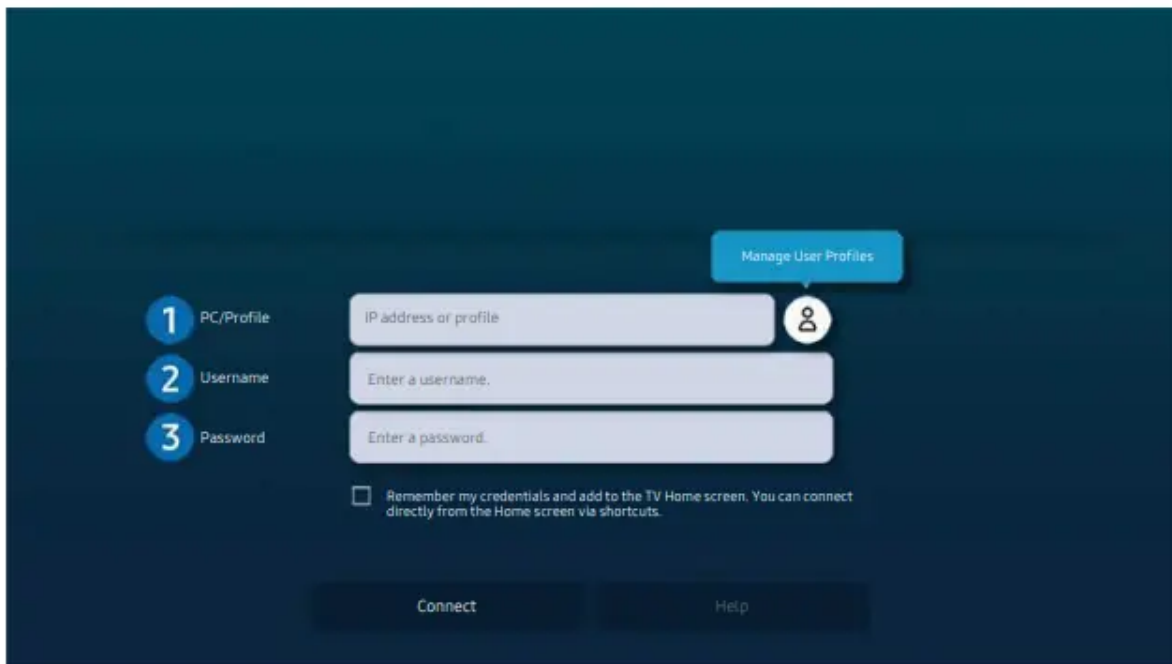 Manage User Profiles
1 PC/Profile IP address or profile
2 Username Enter a username.
3 Password Enter a password.
Remember my credentials and add to the TV Home screen. You can connect
directly from the Home screen via shortcuts.
Connect Help